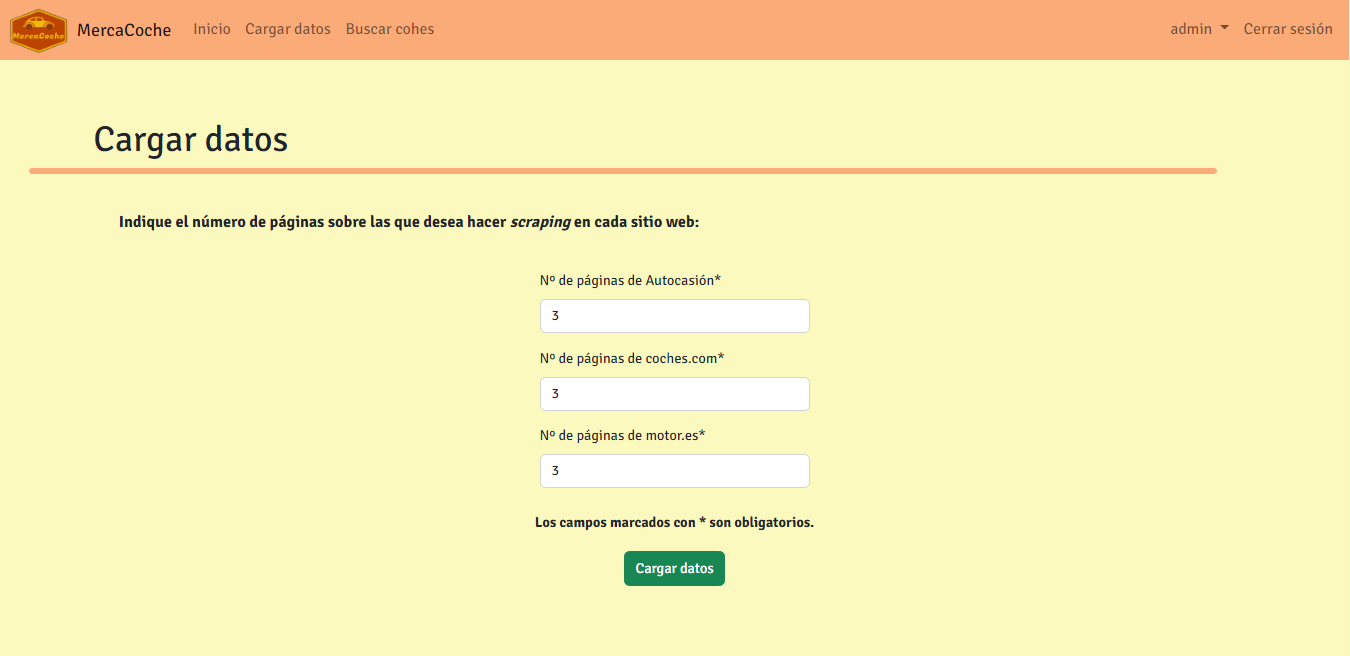 MercaCoche
MercaCoche Inicio Cargar datos Buscar cohes admin Cerrar sesión
Cargar datos
Indique el número de páginas sobre las que desea hacer scraping en cada sitio web:
Nº de páginas de Autocasión*
3
Nº de páginas de coches.com*
3
Nº de páginas de motor.es*
3
Los campos marcados con * son obligatorios.
Cargar datos